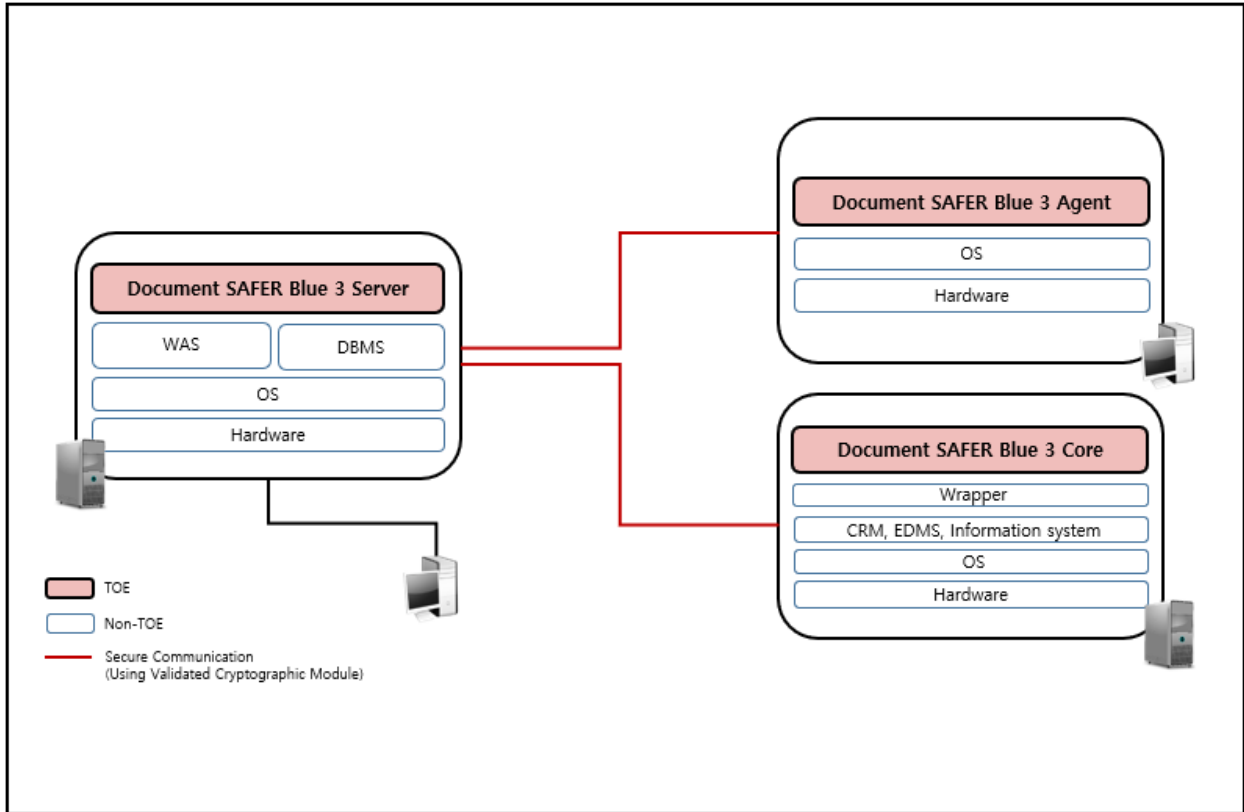 Document SAFER Blue 3 Server
WAS
DBMS
OS
Hardware
Document SAFER Blue 3 Agent
OS
Hardware
Document SAFER Blue 3 Core
Wrapper
CRM, EDMS, Information system
OS
Hardware
TOE
Non-TOE
Secure Communication
(Using Validated Cryptographic Module)